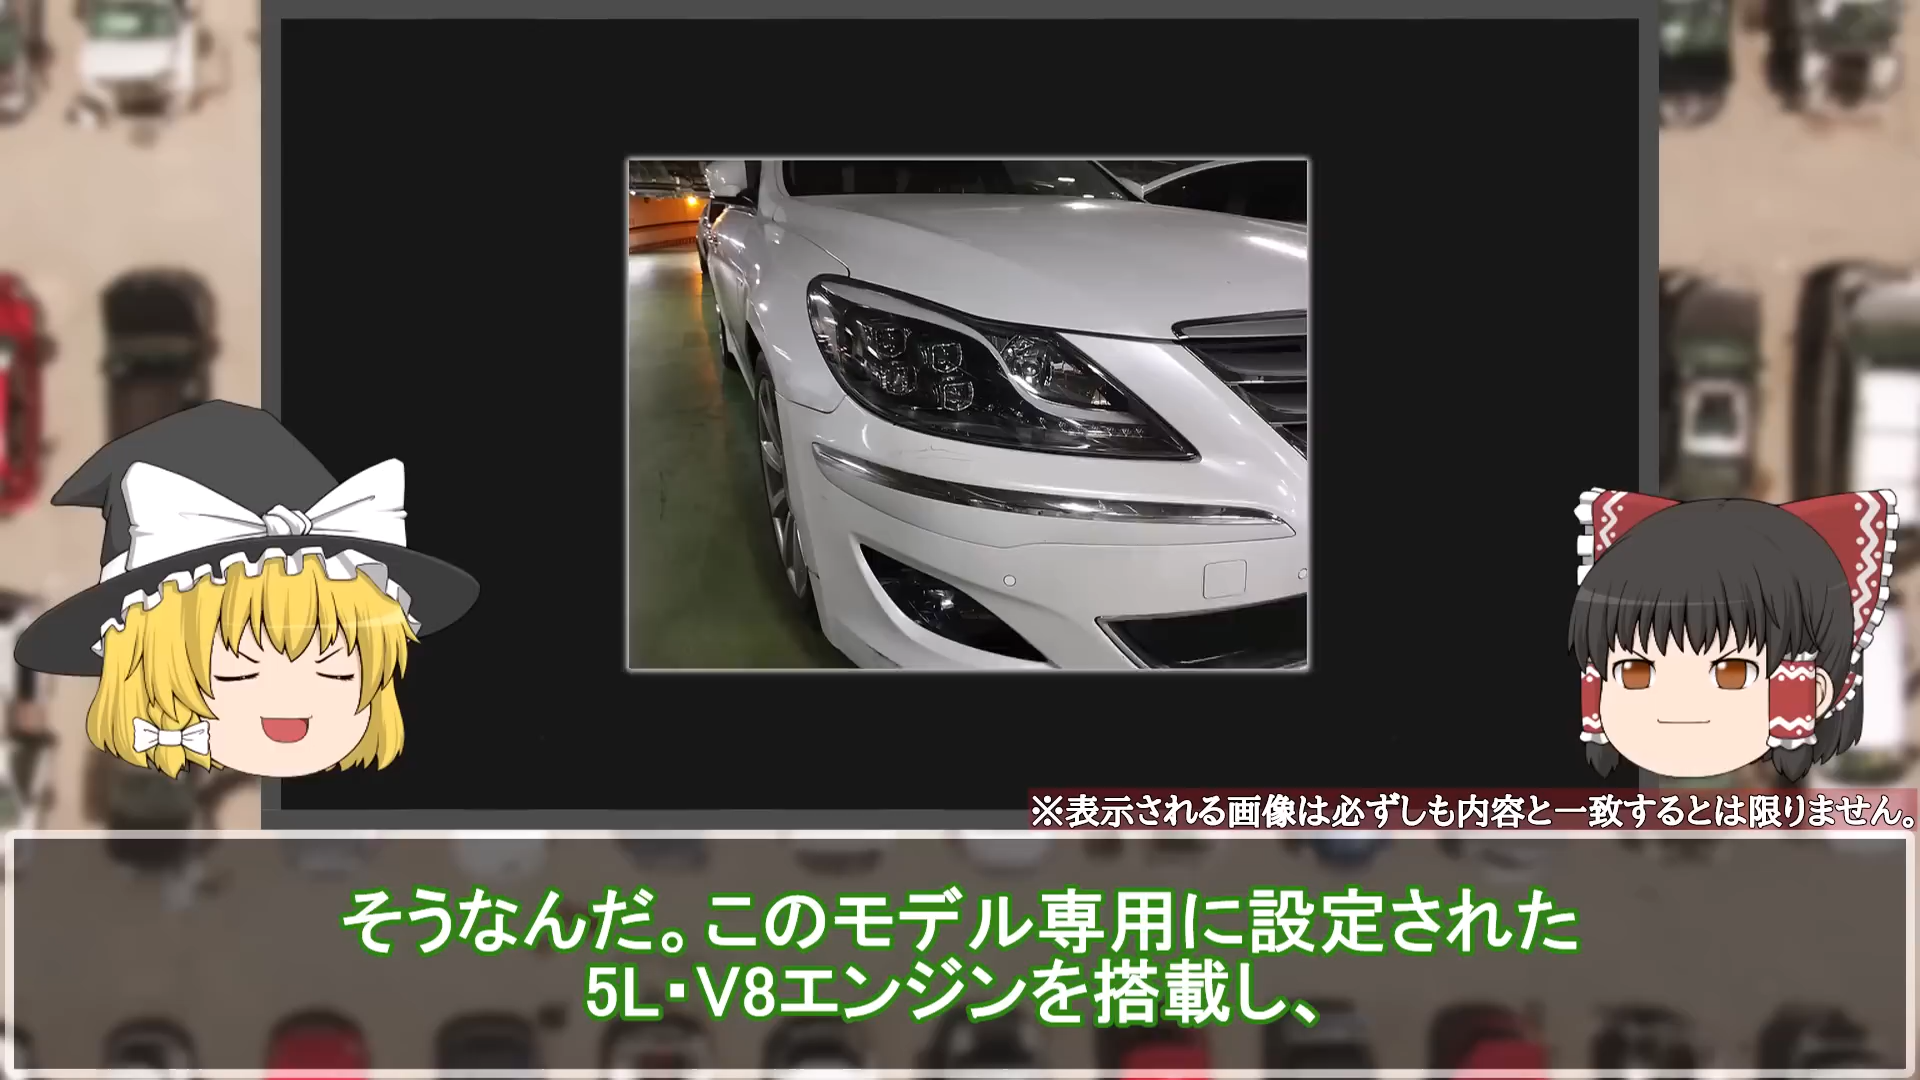 ※表示される画像は必ずしも内容と一致するとは限りません。
そうなんだ。このモデル専用に設定された
5L・V8エンジンを搭載し、